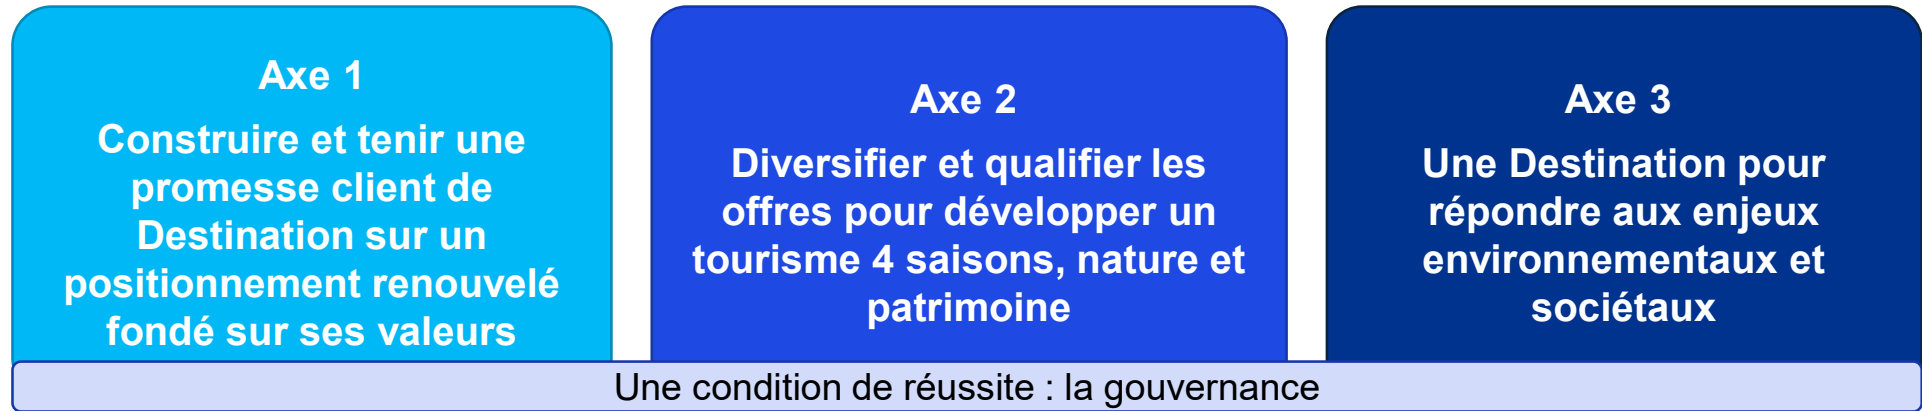 Axe 1
Construire et tenir une
promesse client de
Destination sur un
positionnement renouvelé
fondé sur ses valeurs
Axe 2
Diversifier et qualifier les
offres pour développer un
tourisme 4 saisons, nature et
patrimoine
Axe 3
Une Destination pour
répondre aux enjeux
environnementaux et
sociétaux
Une condition de réussite : la gouvernance